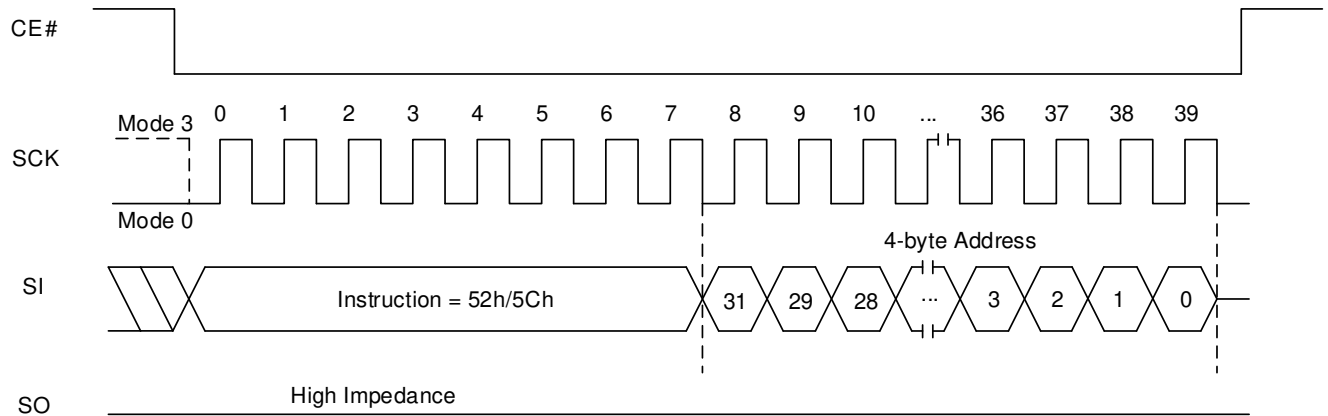 CE#
0 1 2 3 4 5 6 7 8 9 10 ... 36 37 38 39
Mode 3
SCK
Mode 0
4-byte Address
SI
Instruction = 52h/5Ch
31 29 28 ... 3 2 1 0
High Impedance
SO